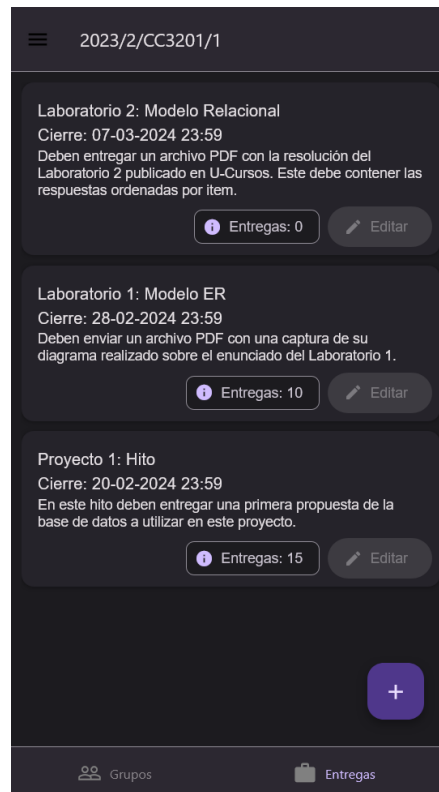 2023/2/CC3201/1
Laboratorio 2: Modelo Relacional
Cierre: 07-03-2024 23:59
Deben entregar un archivo PDF con la resolución del
Laboratorio 2 publicado en U-Cursos. Este debe contener las
respuestas ordenadas por item.
Entregas: 0
Editar
Laboratorio 1: Modelo ER
Cierre: 28-02-2024 23:59
Deben enviar un archivo PDF con una captura de su
diagrama realizado sobre el enunciado del Laboratorio 1.
Entregas: 10
Editar
Proyecto 1: Hito
Cierre: 20-02-2024 23:59
En este hito deben entregar una primera propuesta de la
base de datos a utilizar en este proyecto.
Entregas: 15
Editar
+
Grupos
Entregas